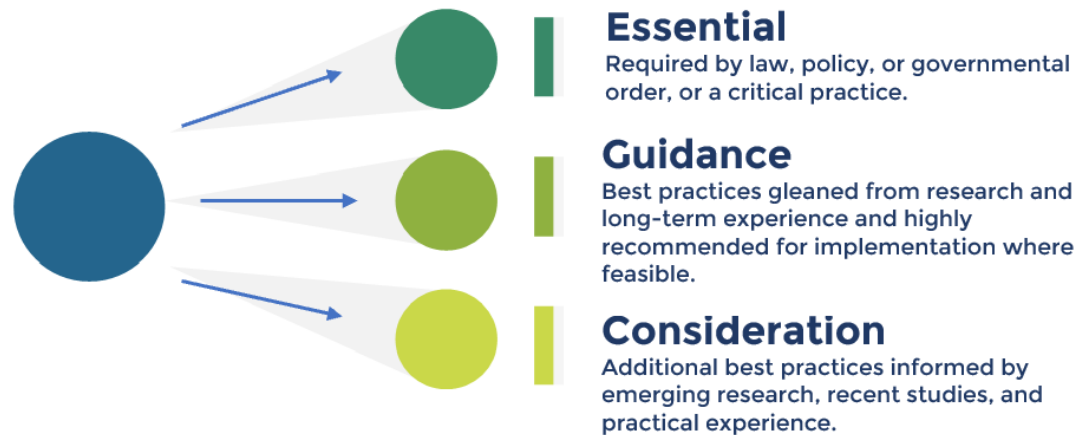 Essential
Required by law, policy, or governmental
order, or a critical practice.
Guidance
Best practices gleaned from research and
long-term experience and highly
recommended for implementation where
feasible.
Consideration
Additional best practices informed by
emerging research, recent studies, and
practical experience.